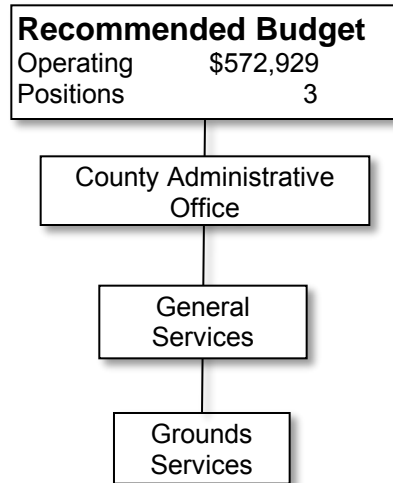 Recommended Budget
Operating $572,929
Positions 3
County Administrative
Office
General
Services
Grounds
Services